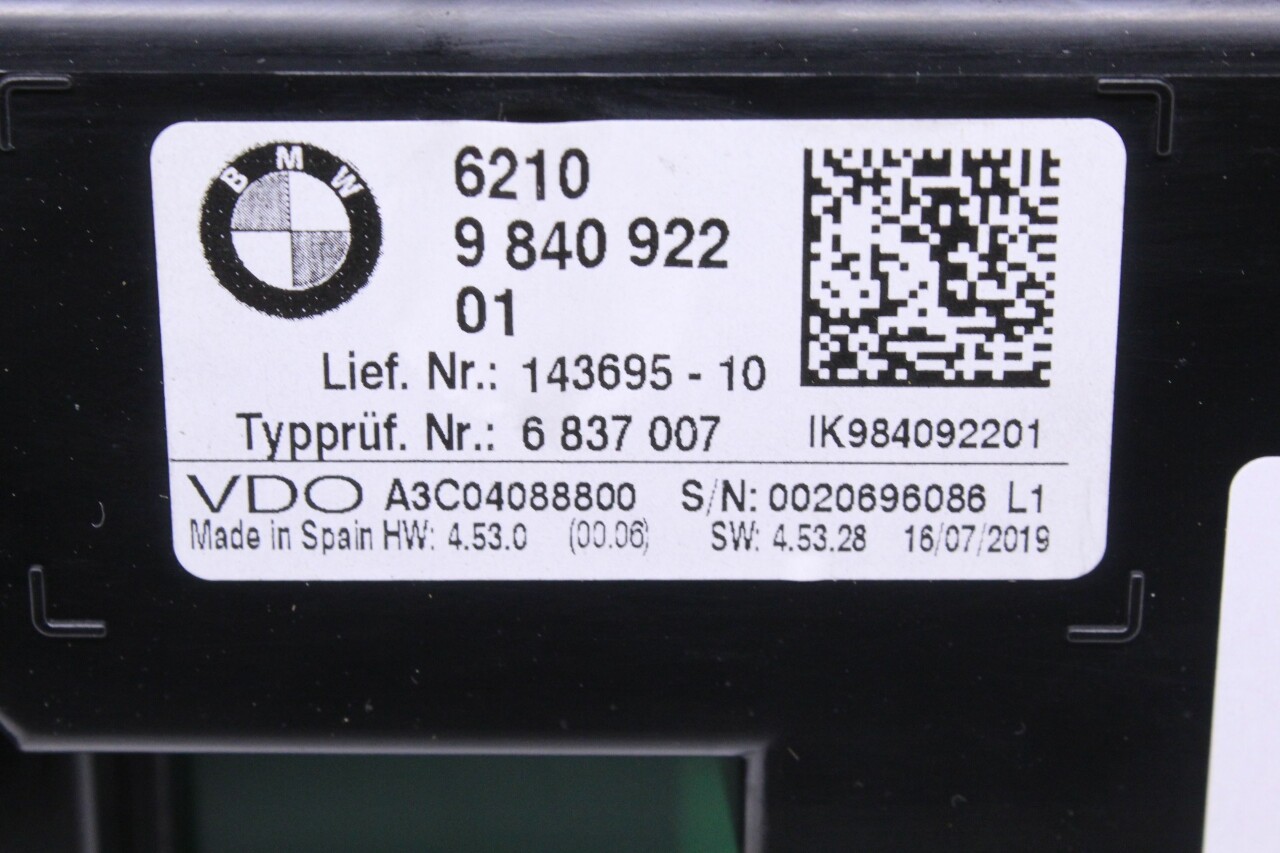 BMW
6210
9 840 922
01
Lief. Nr.: 143695 - 10
Typprüf. Nr.: 6 837 007
IK984092201
VDO A3C04088800 S/N: 0020696086 L1
Made in Spain HW: 4.53.0 (00.06) SW: 4.53.28 16/07/2019